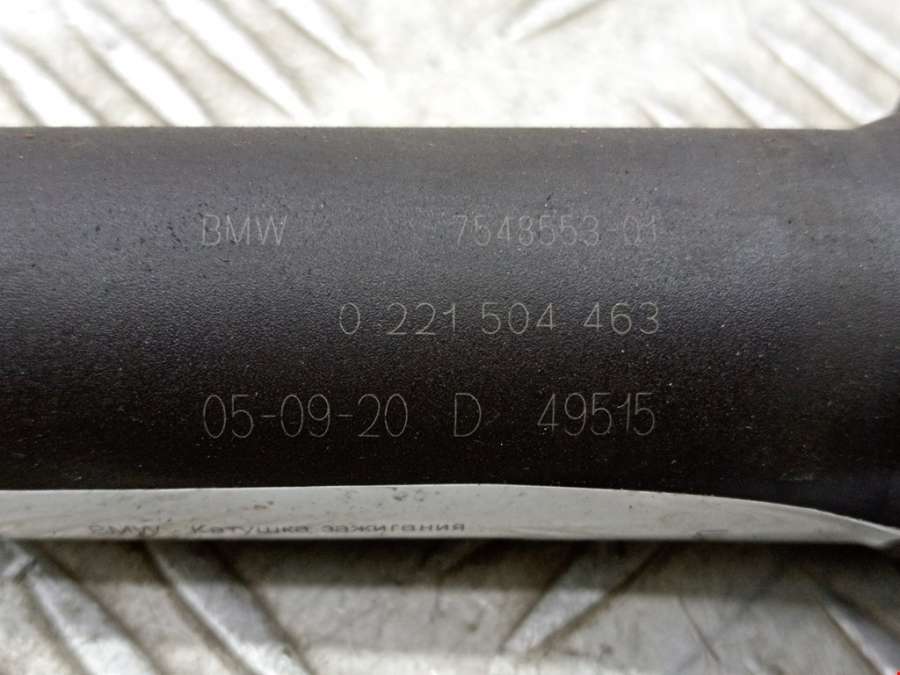 BMW 7548553-01
0 221 504 463
05-09-20 D 49515
BMW Катушка зажигания